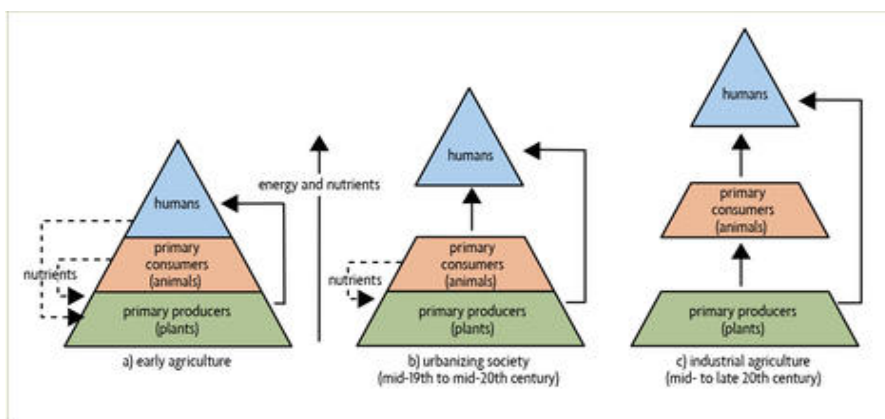 humans
primary
consumers
(animals)
primary producers
(plants)
nutrients
a) early agriculture
energy and nutrients
humans
primary
consumers
(animals)
nutrients
primary producers
(plants)
b) urbanizing society
(mid-19th to mid-20th century)
humans
primary
consumers
(animals)
primary producers
(plants)
c) industrial agriculture
(mid- to late 20th century)